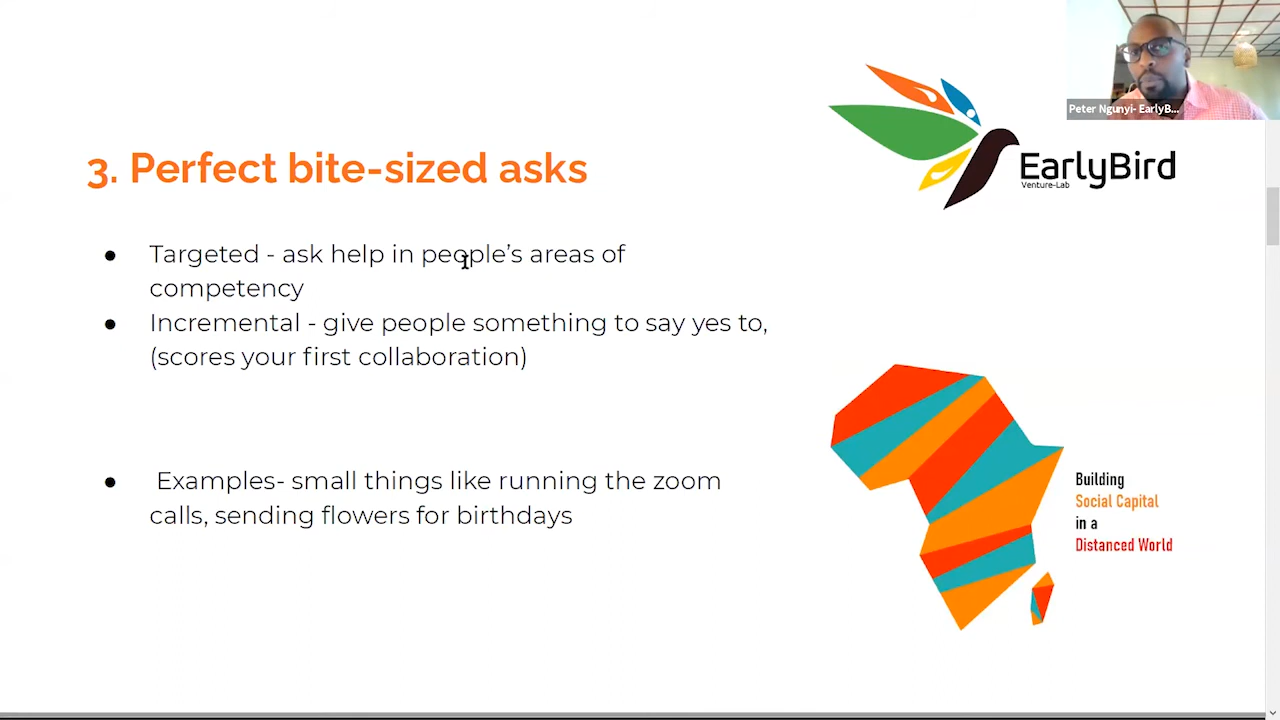 Peter Ngunyi- EarlyB...
EarlyBird
Venture-Lab
3. Perfect bite-sized asks
● Targeted - ask help in people’s areas of
competency
● Incremental - give people something to say yes to,
(scores your first collaboration)
● Examples- small things like running the zoom
calls, sending flowers for birthdays
Building
Social Capital
in a
Distanced World